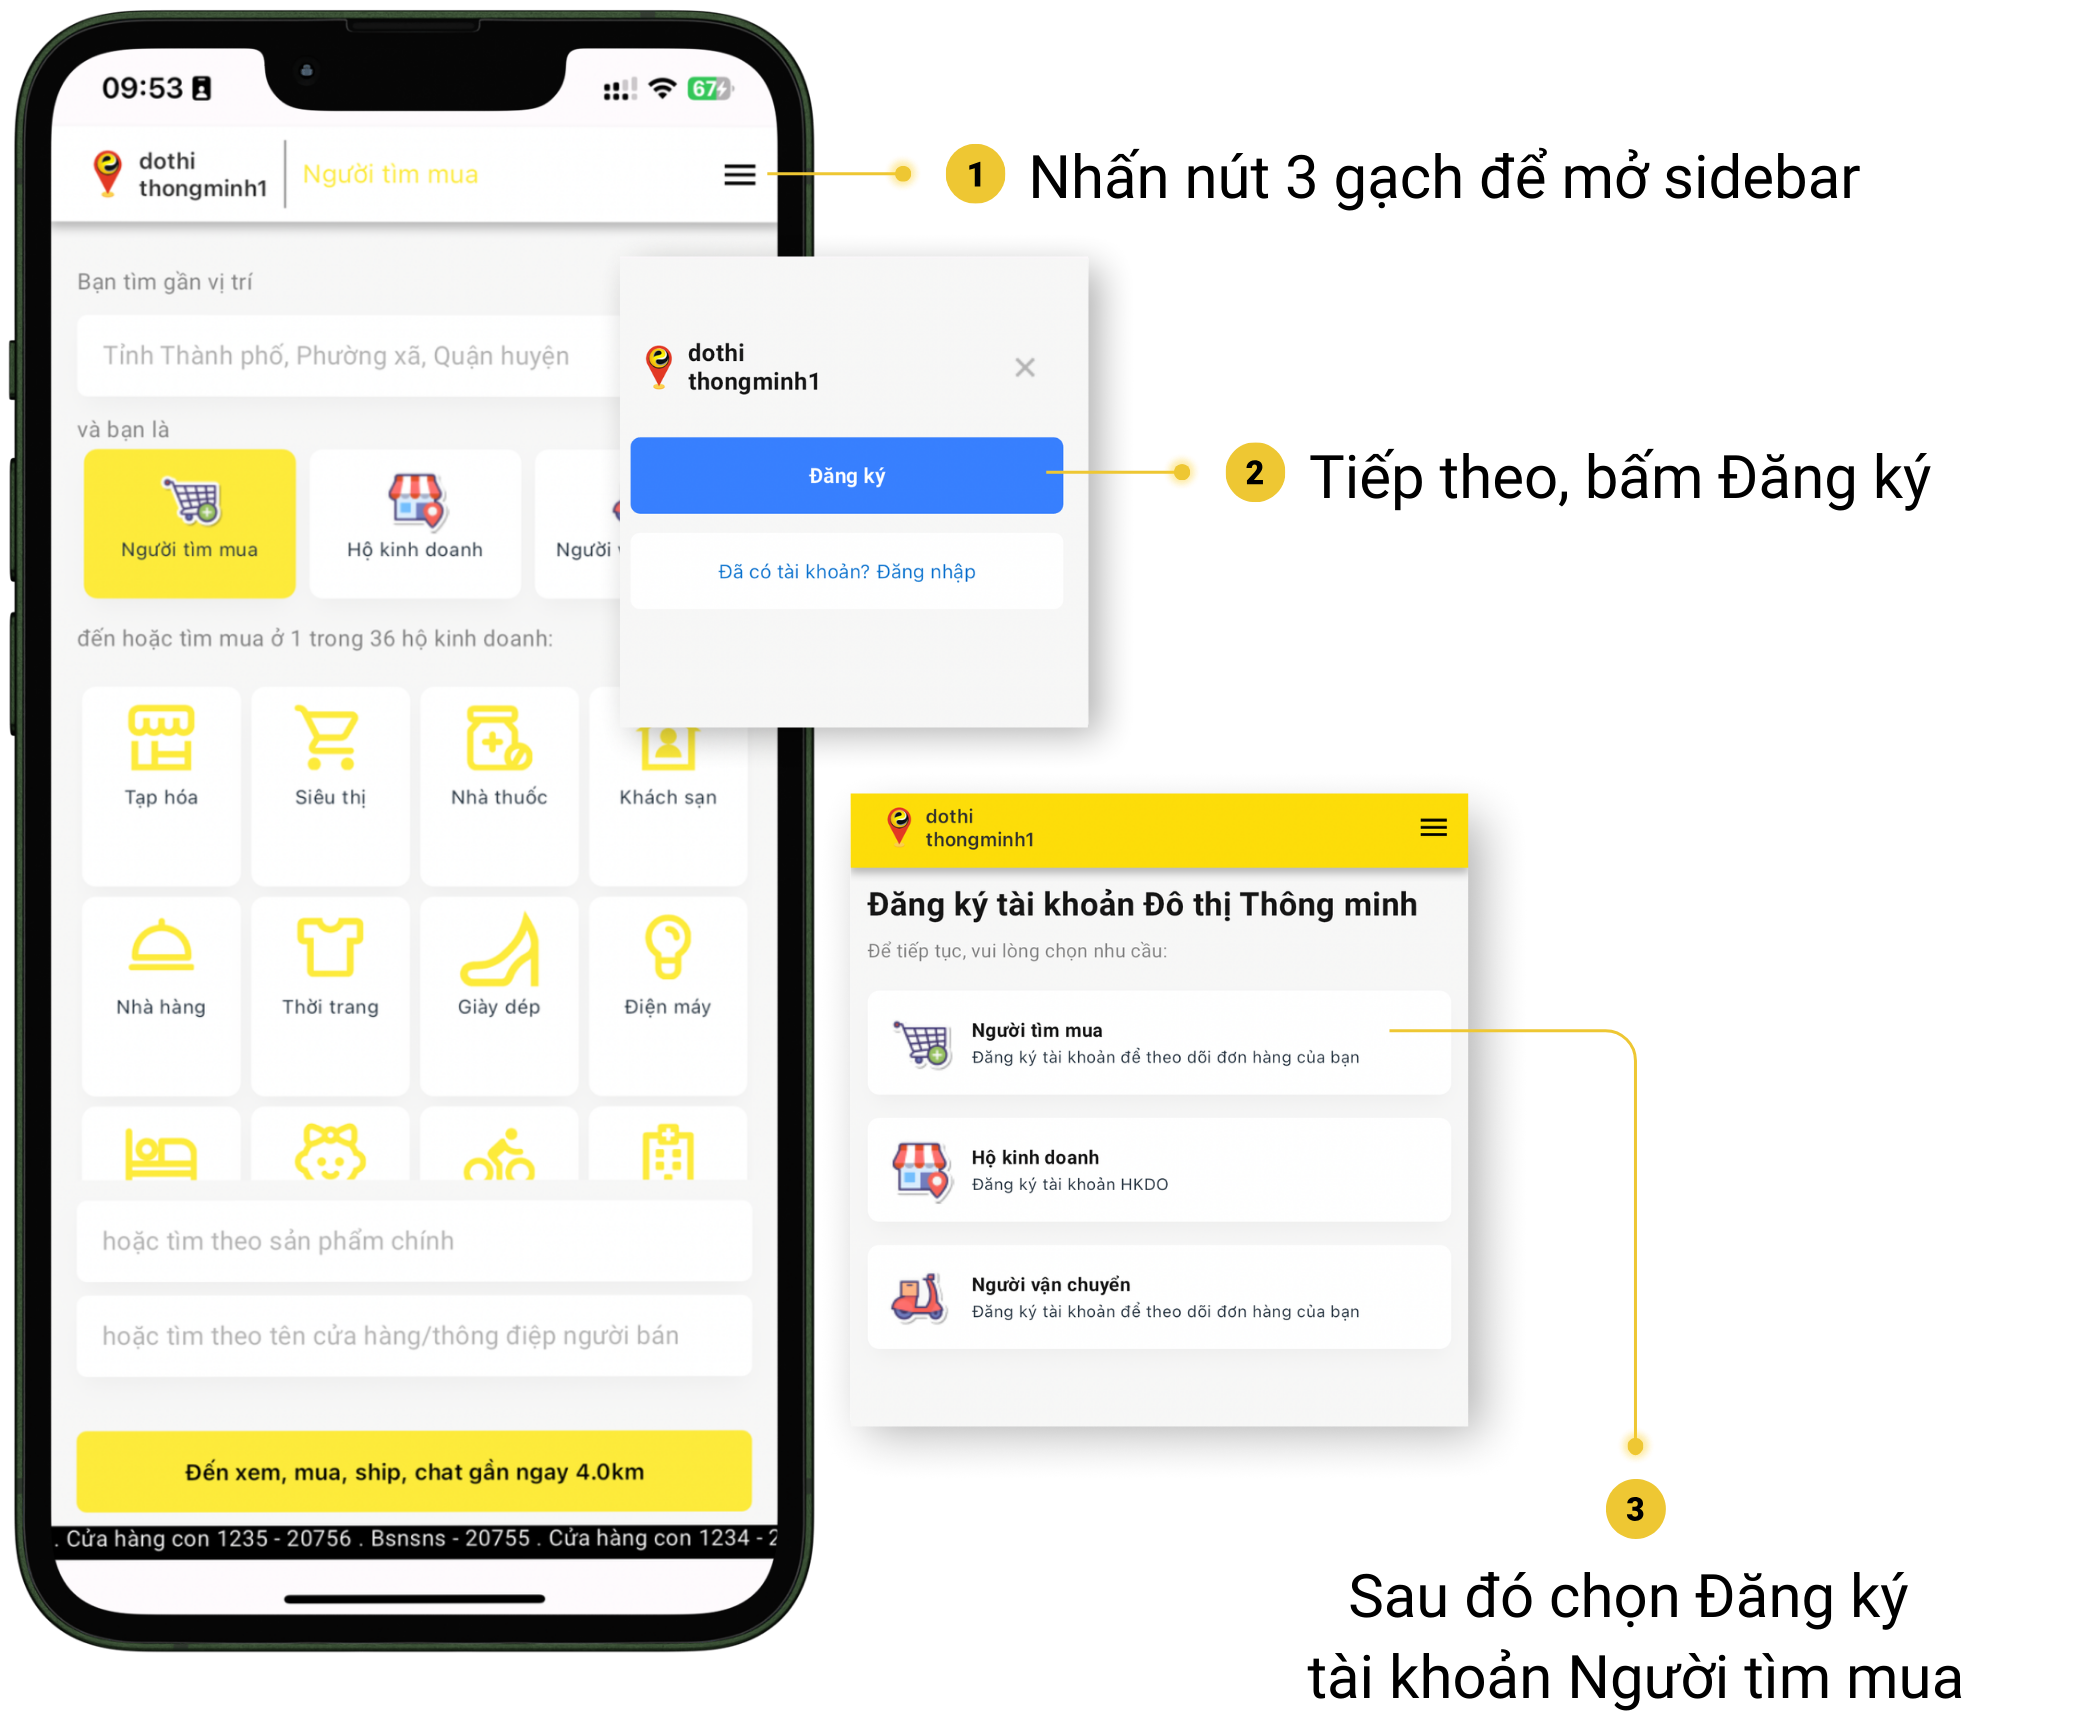 09:53
67
dothi
thongminh1
Người tìm mua
1
Nhấn nút 3 gạch để mở sidebar
Bạn tìm gần vị trí
Tỉnh Thành phố, Phường xã, Quận huyện
và bạn là
Người tìm mua
Hộ kinh doanh
Người
dothi
thongminh1
Đăng ký
Đã có tài khoản? Đăng nhập
2
Tiếp theo, bấm Đăng ký
đến hoặc tìm mua ở 1 trong 36 hộ kinh doanh:
Tạp hóa
Siêu thị
Nhà thuốc
Khách sạn
Nhà hàng
Thời trang
Giày dép
Điện máy
hoặc tìm theo sản phẩm chính
hoặc tìm theo tên cửa hàng/thông điệp người bán
Đến xem, mua, ship, chat gần ngay 4.0km
. Cửa hàng con 1235 - 20756 . Bsnsns - 20755 . Cửa hàng con 1234 - 2
dothi
thongminh1
Đăng ký tài khoản Đô thị Thông minh
Để tiếp tục, vui lòng chọn nhu cầu:
Người tìm mua
Đăng ký tài khoản để theo dõi đơn hàng của bạn
Hộ kinh doanh
Đăng ký tài khoản HKDO
Người vận chuyển
Đăng ký tài khoản để theo dõi đơn hàng của bạn
3
Sau đó chọn Đăng ký
tài khoản Người tìm mua